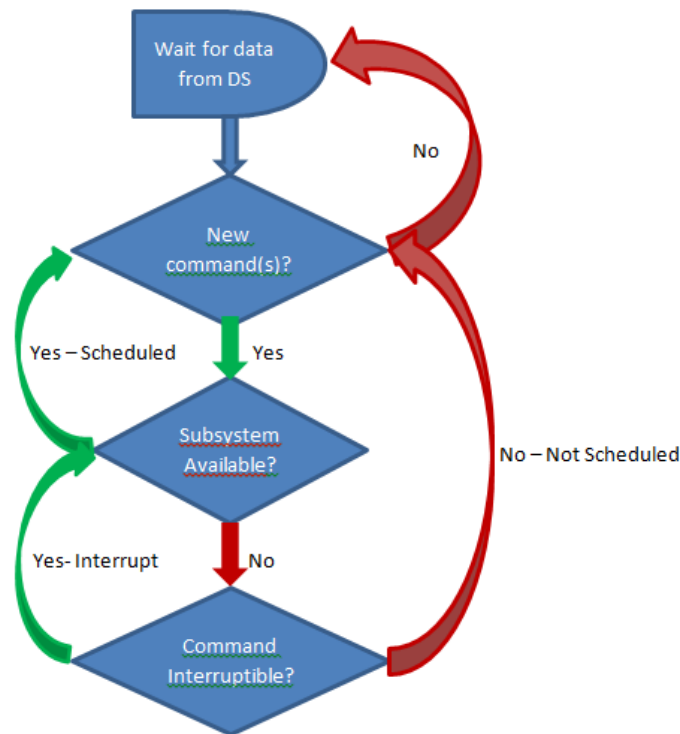 Wait for data
from DS
No
New
command(s)?
Yes – Scheduled
Yes
Subsystem
Available?
No – Not Scheduled
Yes- Interrupt
No
Command
Interruptible?